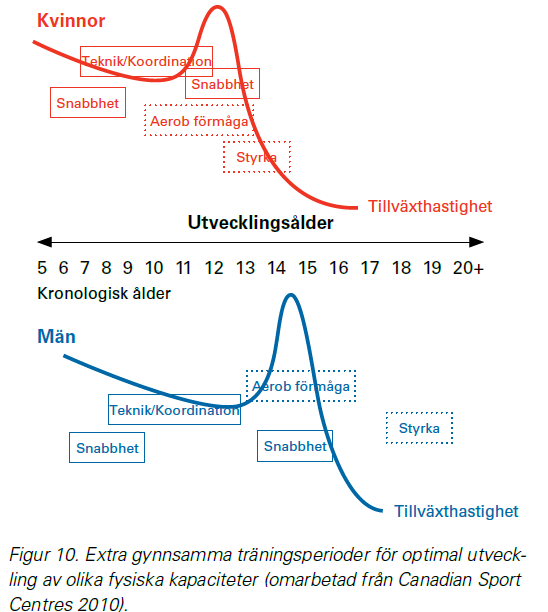 Kvinnor
Teknik/Koordination
Snabbhet
Snabbhet
Aerob förmåga
Styrka
Tillväxthastighet
Utvecklingsålder
5 6 7 8 9 10 11 12 13 14 15 16 17 18 19 20+
Kronologisk ålder
Män
Aerob förmåga
Teknik/Koordination
Styrka
Snabbhet
Snabbhet
Tillväxthastighet
Figur 10. Extra gynnsamma träningsperioder för optimal utveck-
ling av olika fysiska kapaciteter (omarbetad från Canadian Sport
Centres 2010).